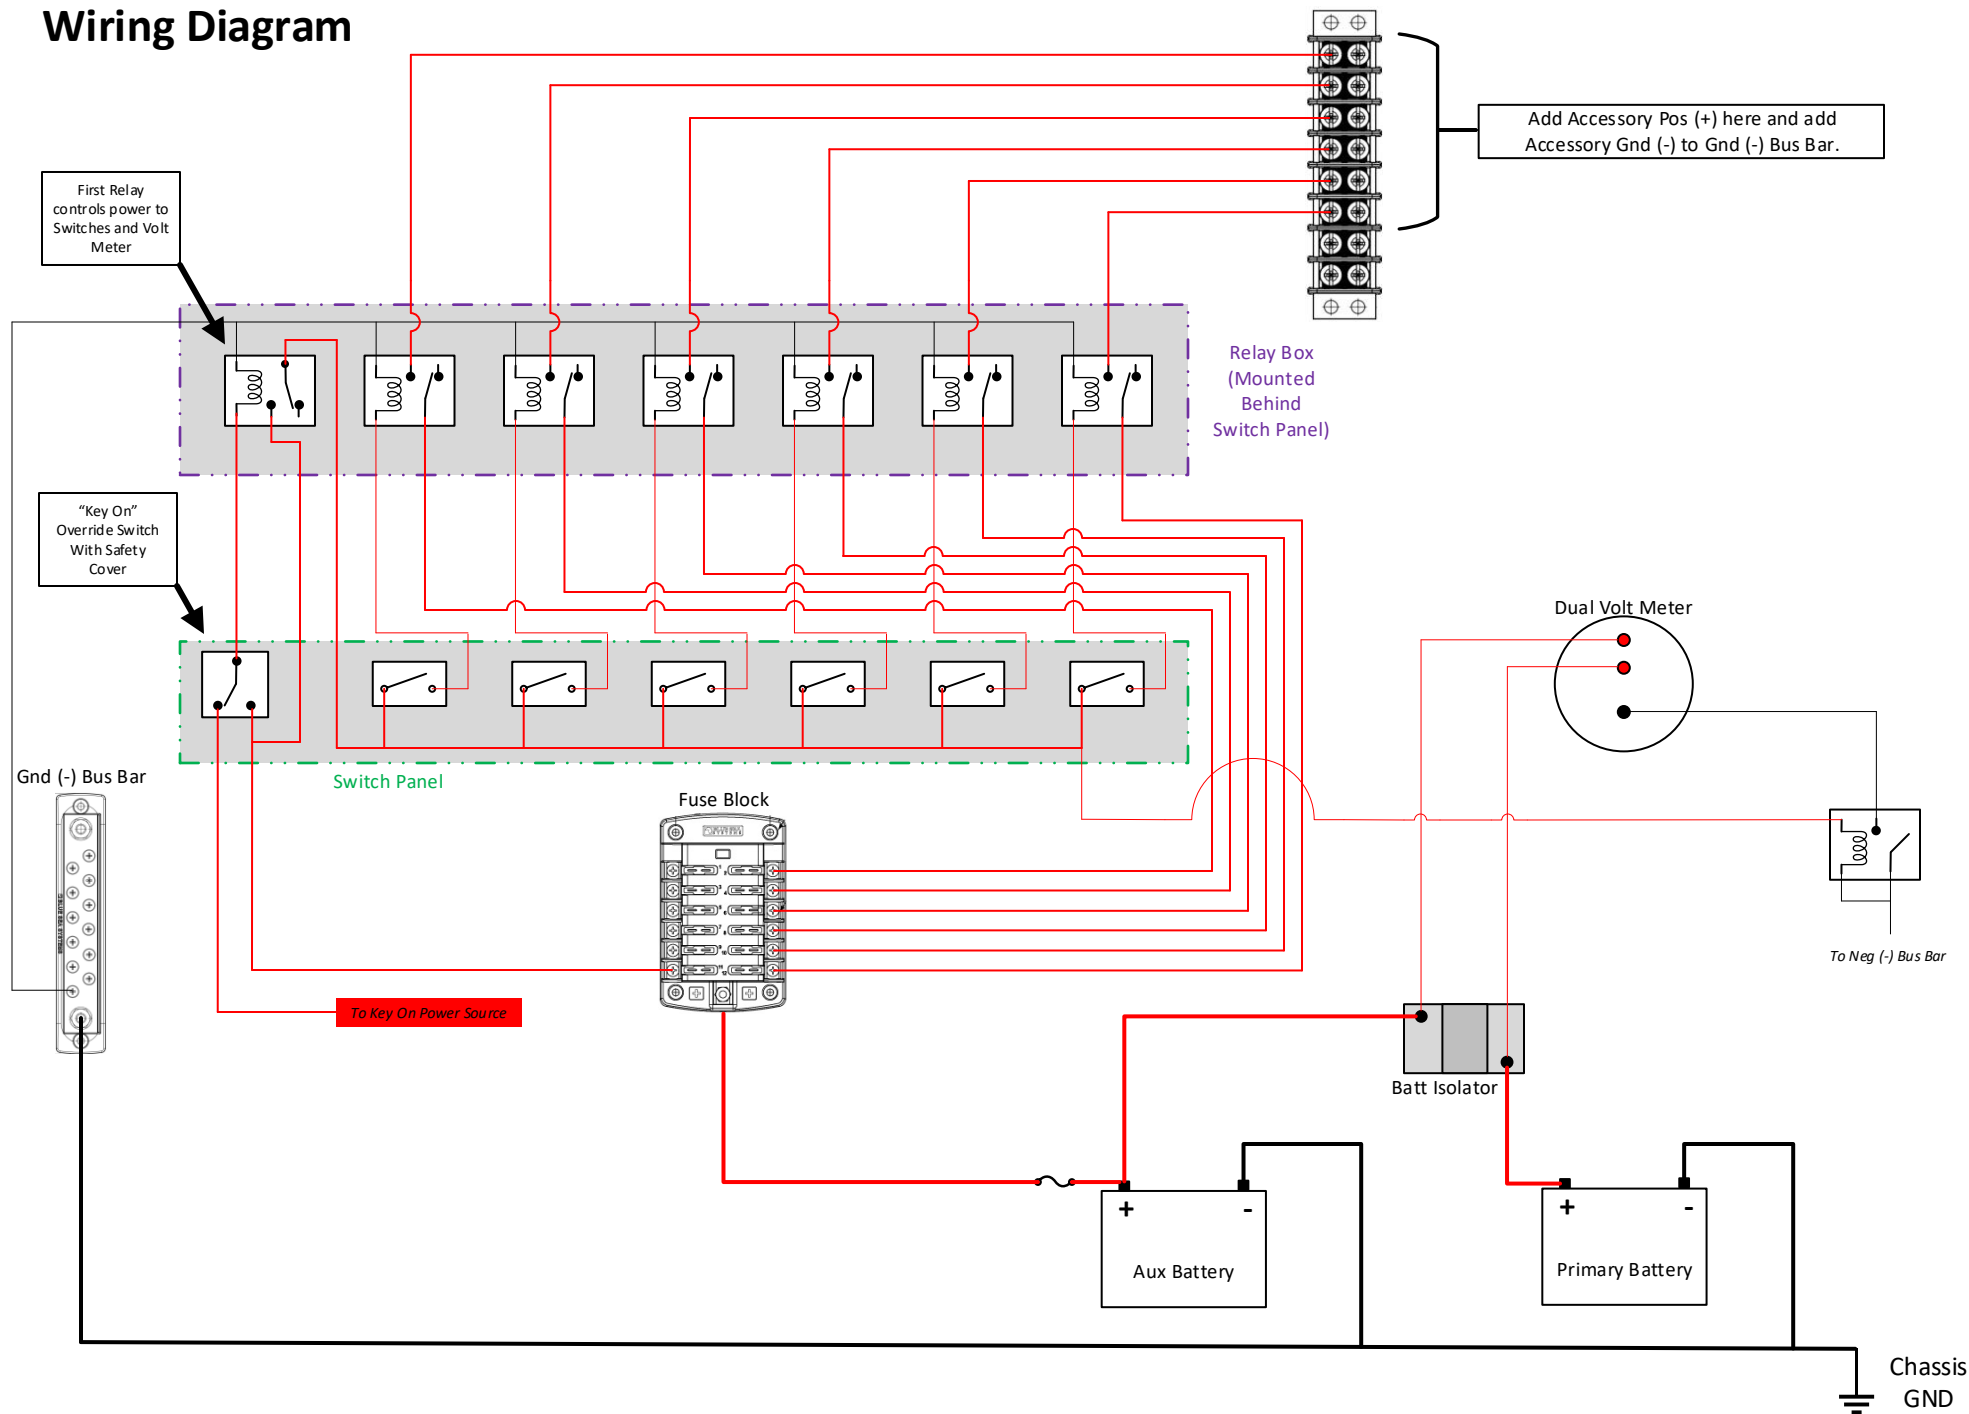 Wiring Diagram
Add Accessory Pos (+) here and add
Accessory Gnd (-) to Gnd (-) Bus Bar.
First Relay
controls power to
Switches and Volt
Meter
Relay Box
(Mounted
Behind
Switch Panel)
“Key On”
Override Switch
With Safety
Cover
Dual Volt Meter
Switch Panel
Gnd (-) Bus Bar
Fuse Block
To Neg (-) Bus Bar
To Key On Power Source
Batt Isolator
+
-
Aux Battery
+
-
Primary Battery
Chassis
GND